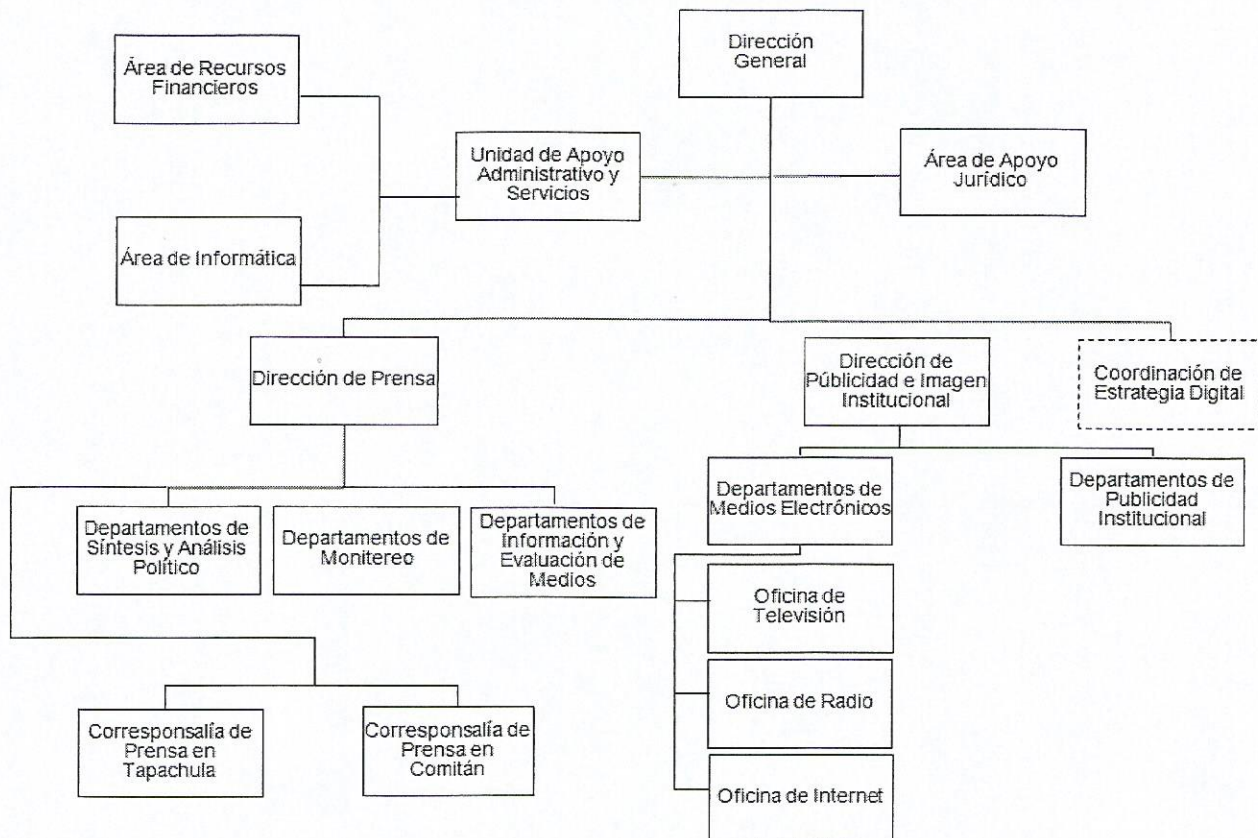 Dirección
General
Área de Recursos
Financieros
Unidad de Apoyo
Administrativo y
Servicios
Área de Apoyo
Jurídico
Área de Informática
Dirección de Prensa
Dirección de
Públicidad e Imagen
Institucional
Coordinación de
Estrategia Digital
Departamentos de
Síntesis y Análisis
Político
Departamentos de
Monitereo
Departamentos de
Información y
Evaluación de
Medios
Departamentos de
Medios Electrónicos
Departamentos de
Publicidad
Institucional
Oficina de
Televisión
Oficina de Radio
Oficina de Internet
Corresponsalía de
Prensa en
Tapachula
Corresponsalía de
Prensa en
Comitán